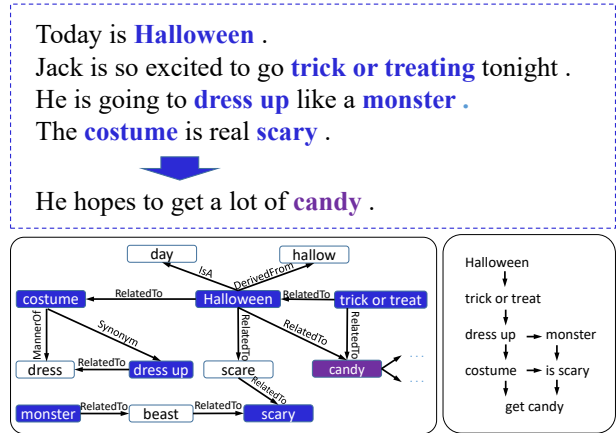 Today is Halloween .
Jack is so excited to go trick or treating tonight .
He is going to dress up like a monster .
The costume is real scary .
He hopes to get a lot of candy .
day
hallow
IsA
DerivedFrom
costume
RelatedTo
Halloween
RelatedTo
trick or treat
MannerOf
Synonym
RelatedTo
RelatedTo
RelatedTo
dress
RelatedTo
dress up
scare
candy
...
...
RelatedTo
monster
RelatedTo
beast
RelatedTo
scary
Halloween
trick or treat
dress up
monster
costume
is scary
get candy